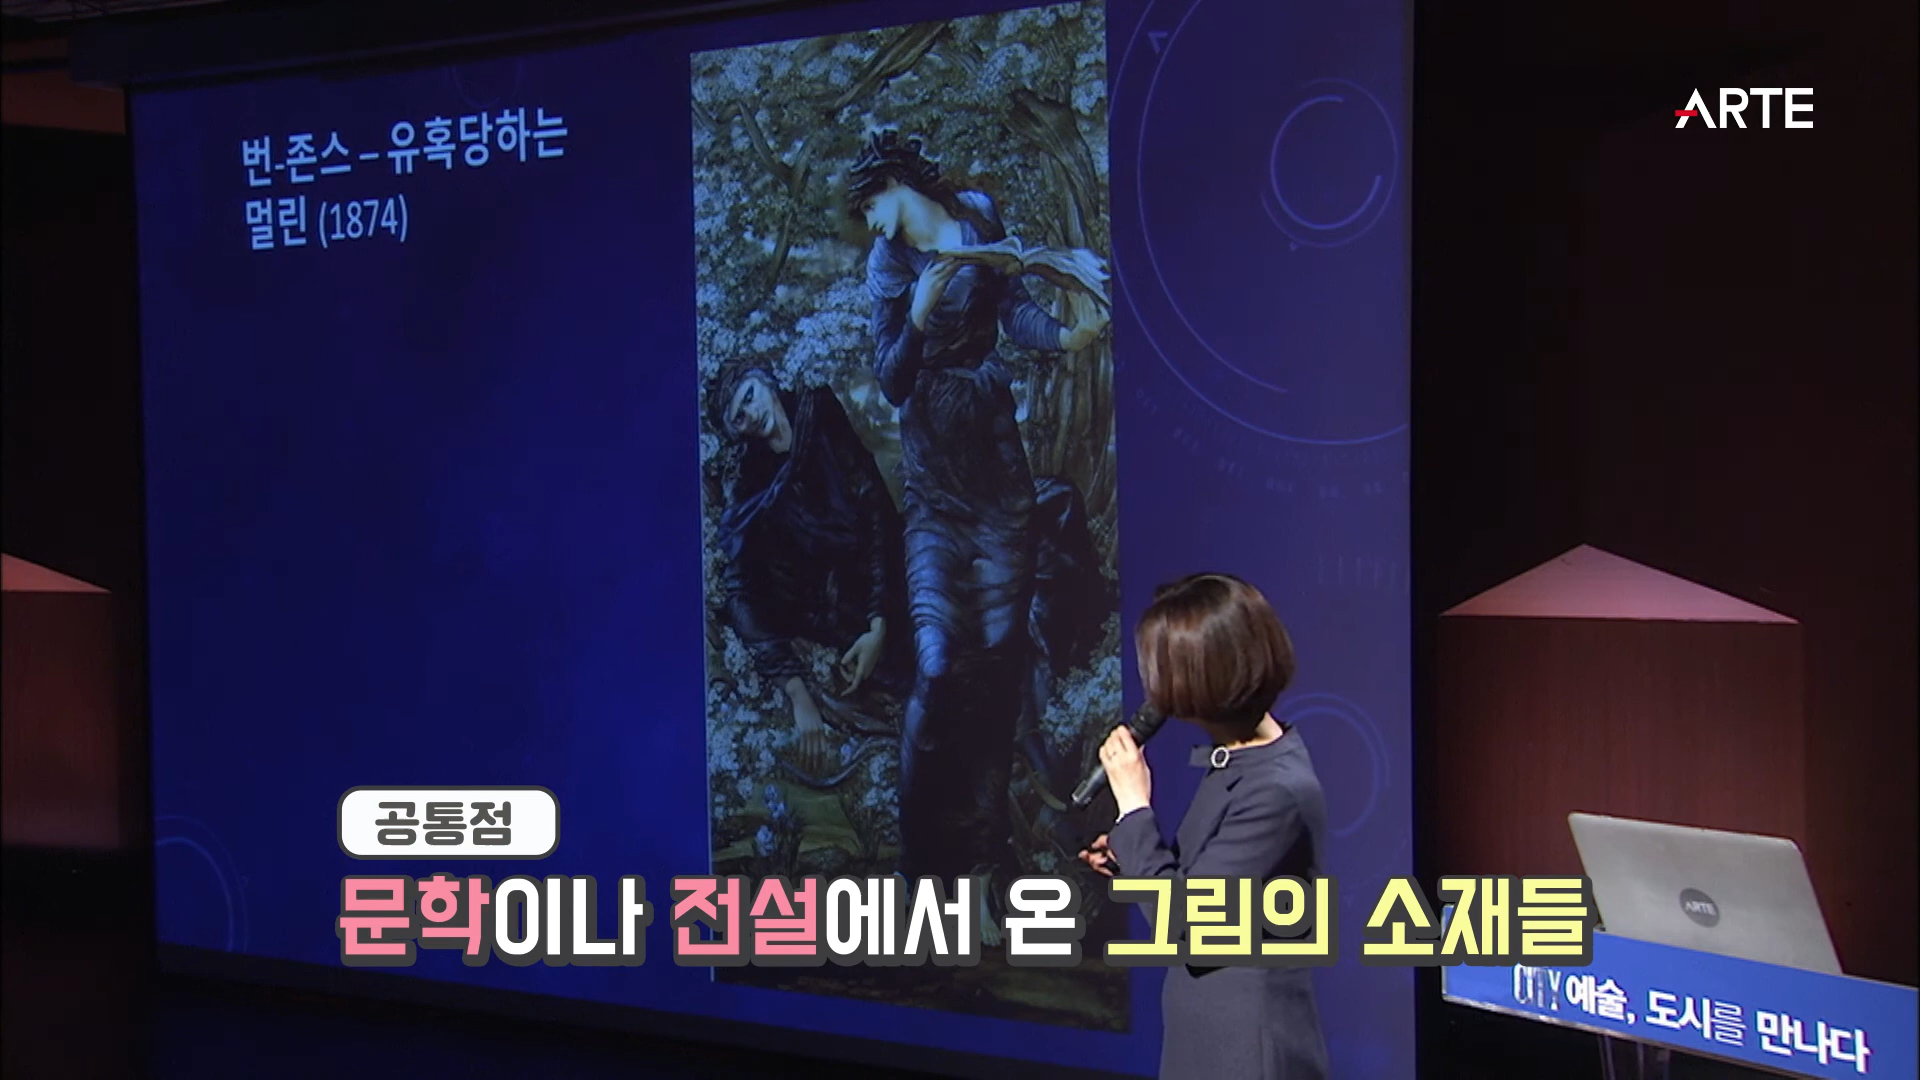 번-존스 – 유혹당하는
멀린 (1874)
ARTE
공통점
문학이나 전설에서 온 그림의 소재들
ARTE
CITY 예술, 도시를 만나다